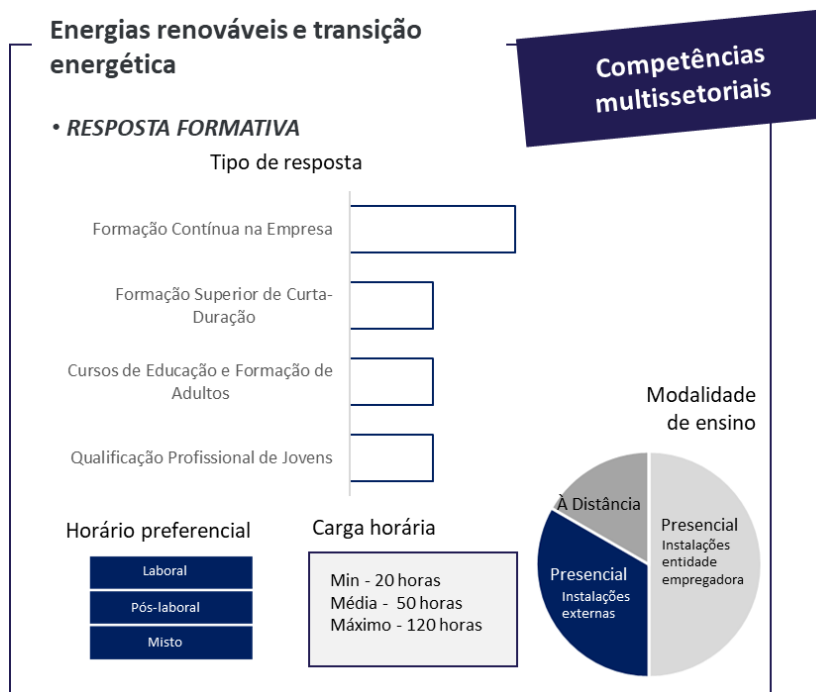 Energias renováveis e transição
energética
Competências
multissetoriais
• RESPOSTA FORMATIVA
Tipo de resposta
Formação Contínua na Empresa
Formação Superior de Curta-
Duração
Cursos de Educação e Formação de
Adultos
Qualificação Profissional de Jovens
Modalidade
de ensino
À Distância
Presencial
Instalações
entidade
empregadora
Presencial
Instalações
externas
Horário preferencial
Laboral
Pós-laboral
Misto
Carga horária
Min - 20 horas
Média - 50 horas
Máximo - 120 horas